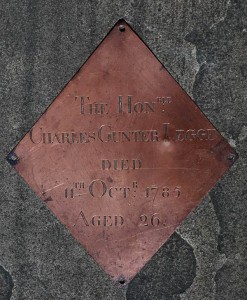 The Honble
Charles Gunter Legge
died
11th Octr. 1785
Aged 26